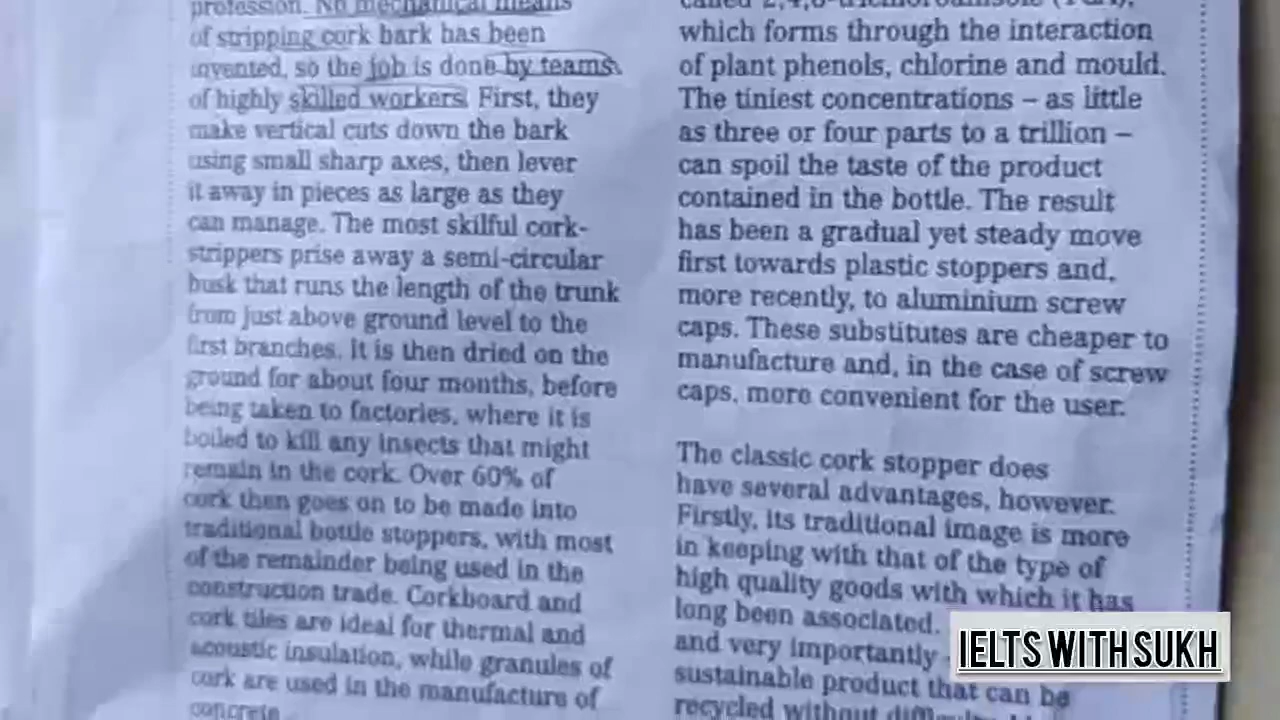 profession. No mechanical means
of stripping cork bark has been
invented, so the job is done by teams
of highly skilled workers. First, they
make vertical cuts down the bark
using small sharp axes, then lever
it away in pieces as large as they
can manage. The most skilful cork-
strippers prise away a semi-circular
husk that runs the length of the trunk
from just above ground level to the
first branches. It is then dried on the
ground for about four months, before
being taken to factories, where it is
boiled to kill any insects that might
remain in the cork. Over 60% of
cork then goes on to be made into
traditional bottle stoppers, with most
of the remainder being used in the
construction trade. Corkboard and
cork tiles are ideal for thermal and
acoustic insulation, while granules of
cork are used in the manufacture of
concrete.
called
which forms through the interaction
of plant phenols, chlorine and mould.
The tiniest concentrations – as little
as three or four parts to a trillion –
can spoil the taste of the product
contained in the bottle. The result
has been a gradual yet steady move
first towards plastic stoppers and,
more recently, to aluminium screw
caps. These substitutes are cheaper to
manufacture and, in the case of screw
caps, more convenient for the user.
The classic cork stopper does
have several advantages, however.
Firstly, its traditional image is more
in keeping with that of the type of
high quality goods with which it has
long been associated.
and very importantly
sustainable product that can be
recycled without
IELTS WITH SUKH